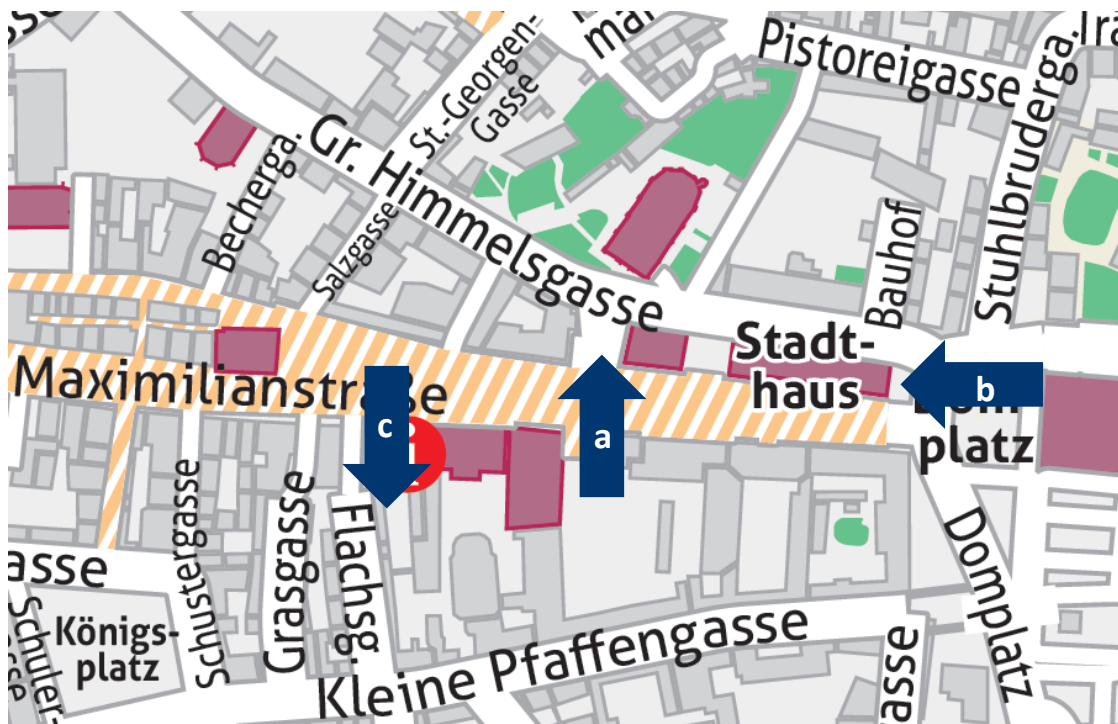 Pistoreigasse
Stuhlbruderga.
St.-Georgen-
Gasse
Gr. Himmelsgasse
Becherga.
Salzgasse
Bauhof
Stadt-
haus
Maximilianstraße
b
c
a
i
platz
Schustergasse
Grasgasse
Flachsg.
Domplatz
asse
Schuler-
Königs-
platz
Kleine Pfaffengasse
asse